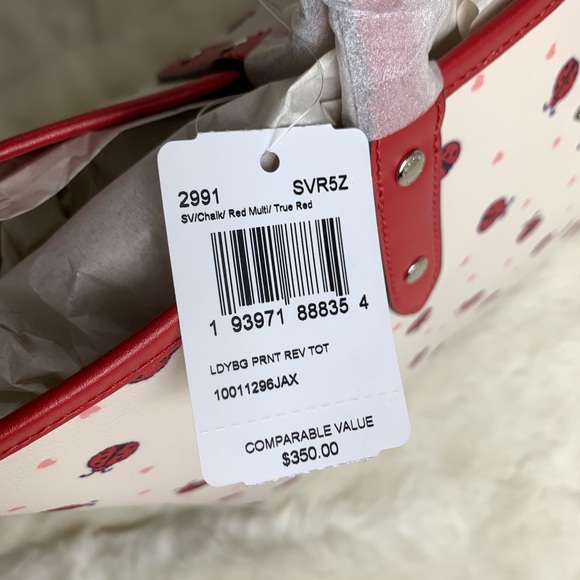 2991 SVR5Z
SV/Chalk/ Red Multi/ True Red
1 93971 88835 4
LDYBG PRNT REV TOT
10011296JAX
COMPARABLE VALUE
$350.00